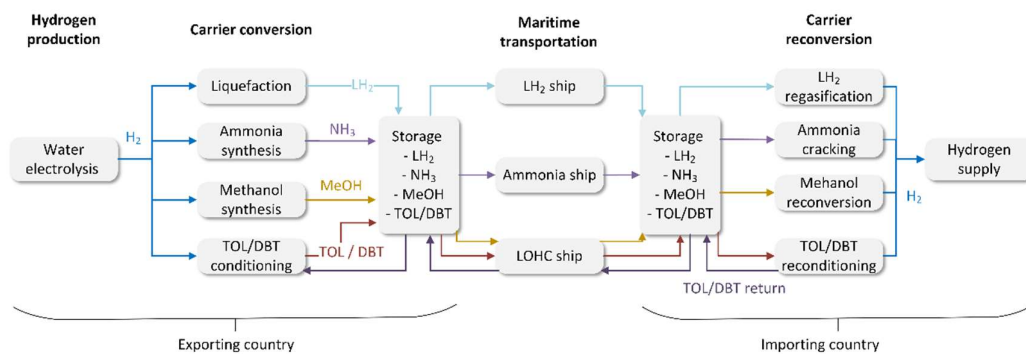 Hydrogen
production
Carrier conversion
Maritime
transportation
Carrier
reconversion
Water
electrolysis
H₂
Liquefaction
LH₂
Ammonia
synthesis
NH₃
Methanol
synthesis
MeOH
TOL/DBT
conditioning
TOL / DBT
Storage
- LH₂
- NH₃
- MeOH
- TOL/DBT
LH₂ ship
Ammonia ship
LOHC ship
Storage
- LH₂
- NH₃
- MeOH
- TOL/DBT
LH₂
regasification
Ammonia
cracking
Mehanol
reconversion
TOL/DBT
reconditioning
TOL/DBT return
H₂
Hydrogen
supply
Exporting country
Importing country